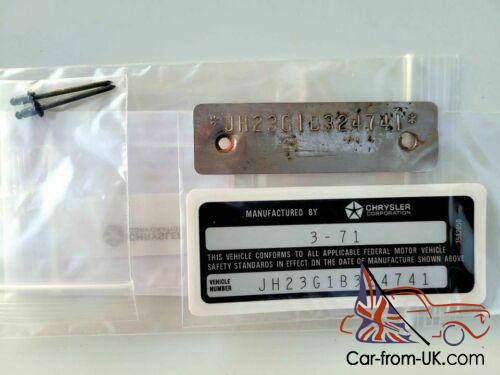 *JH23G1B324741*
MANUFACTURED BY CHRYSLER CORPORATION
3-71
THIS VEHICLE CONFORMS TO ALL APPLICABLE FEDERAL MOTOR VEHICLE
SAFETY STANDARDS IN EFFECT ON THE DATE OF MANUFACTURE SHOWN ABOVE
VEHICLE NUMBER JH23G1B324741
CHRYSLER
Car-from-UK.com